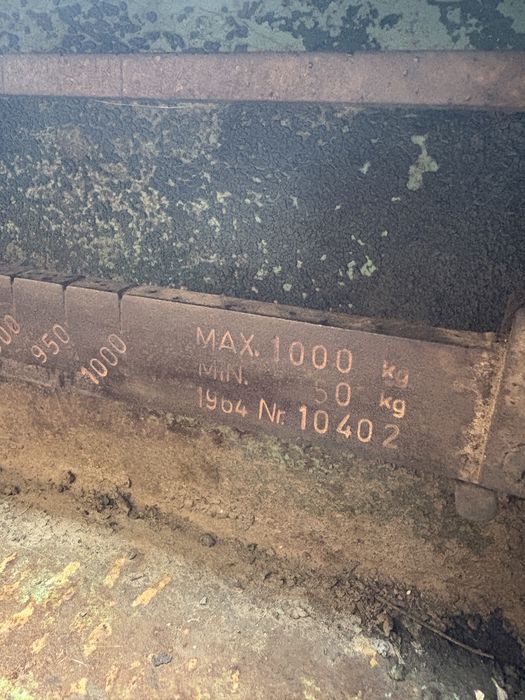 950
1000
MAX. 1000 kg
MIN. 50 kg
1964 Nr. 10402